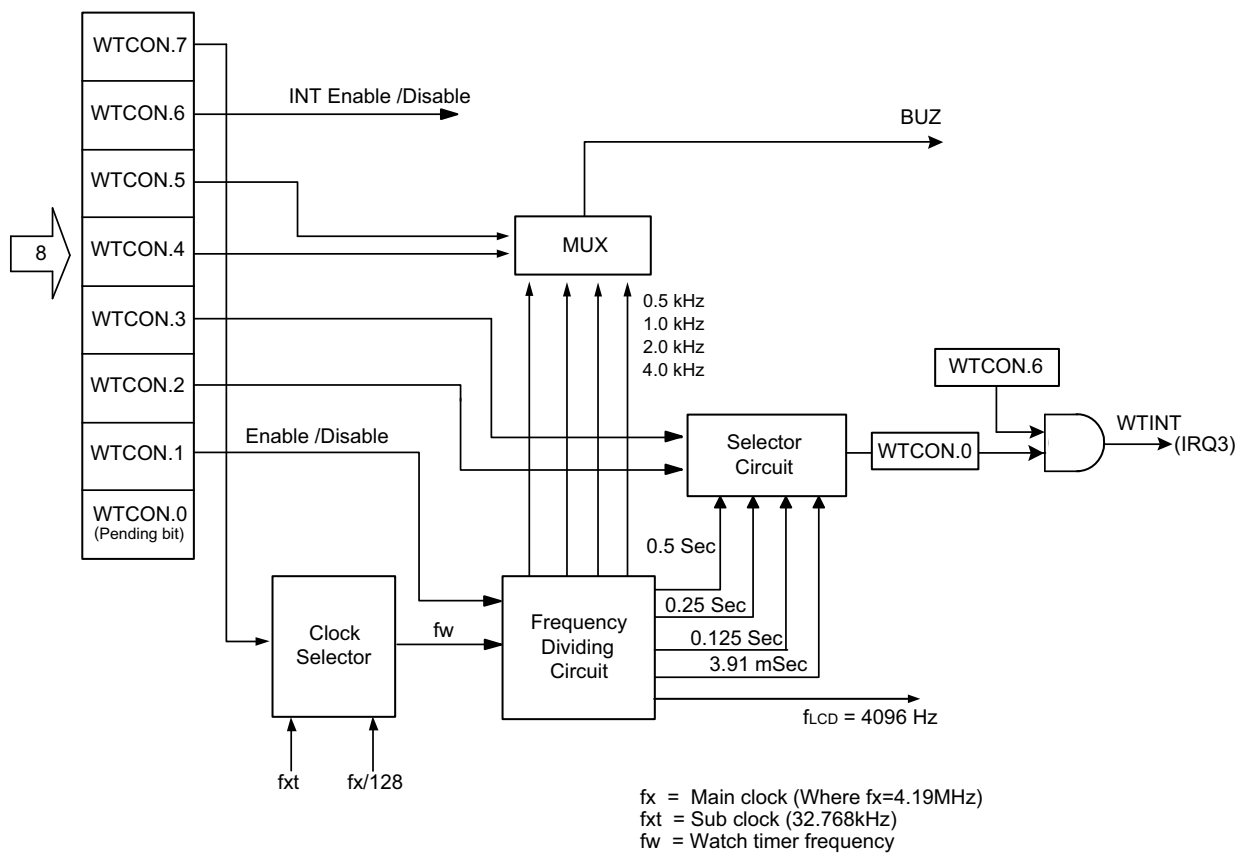 WTCON.7
WTCON.6
INT Enable /Disable
BUZ
WTCON.5
8
WTCON.4
MUX
WTCON.3
0.5 kHz
1.0 kHz
2.0 kHz
4.0 kHz
WTCON.2
WTCON.6
WTCON.1
Enable /Disable
Selector
Circuit
WTCON.0
WTINT
(IRQ3)
WTCON.0
(Pending bit)
0.5 Sec
0.25 Sec
0.125 Sec
3.91 mSec
Clock
Selector
fw
Frequency
Dividing
Circuit
fLCD = 4096 Hz
fxt
fx/128
fx = Main clock (Where fx=4.19MHz)
fxt = Sub clock (32.768kHz)
fw = Watch timer frequency